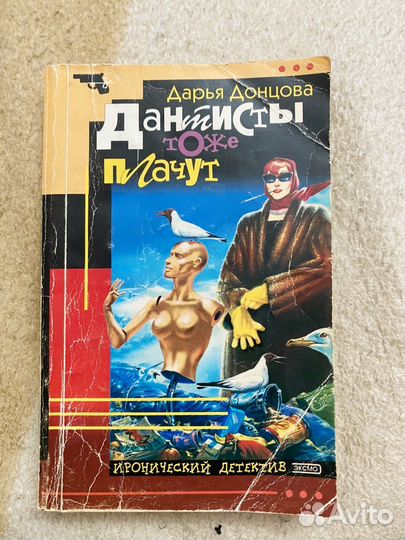 Дарья Донцова
Дантисты
тоже
плачут
ИРОНИЧЕСКИЙ ДЕТЕКТИВ ЭКСМО
Avito